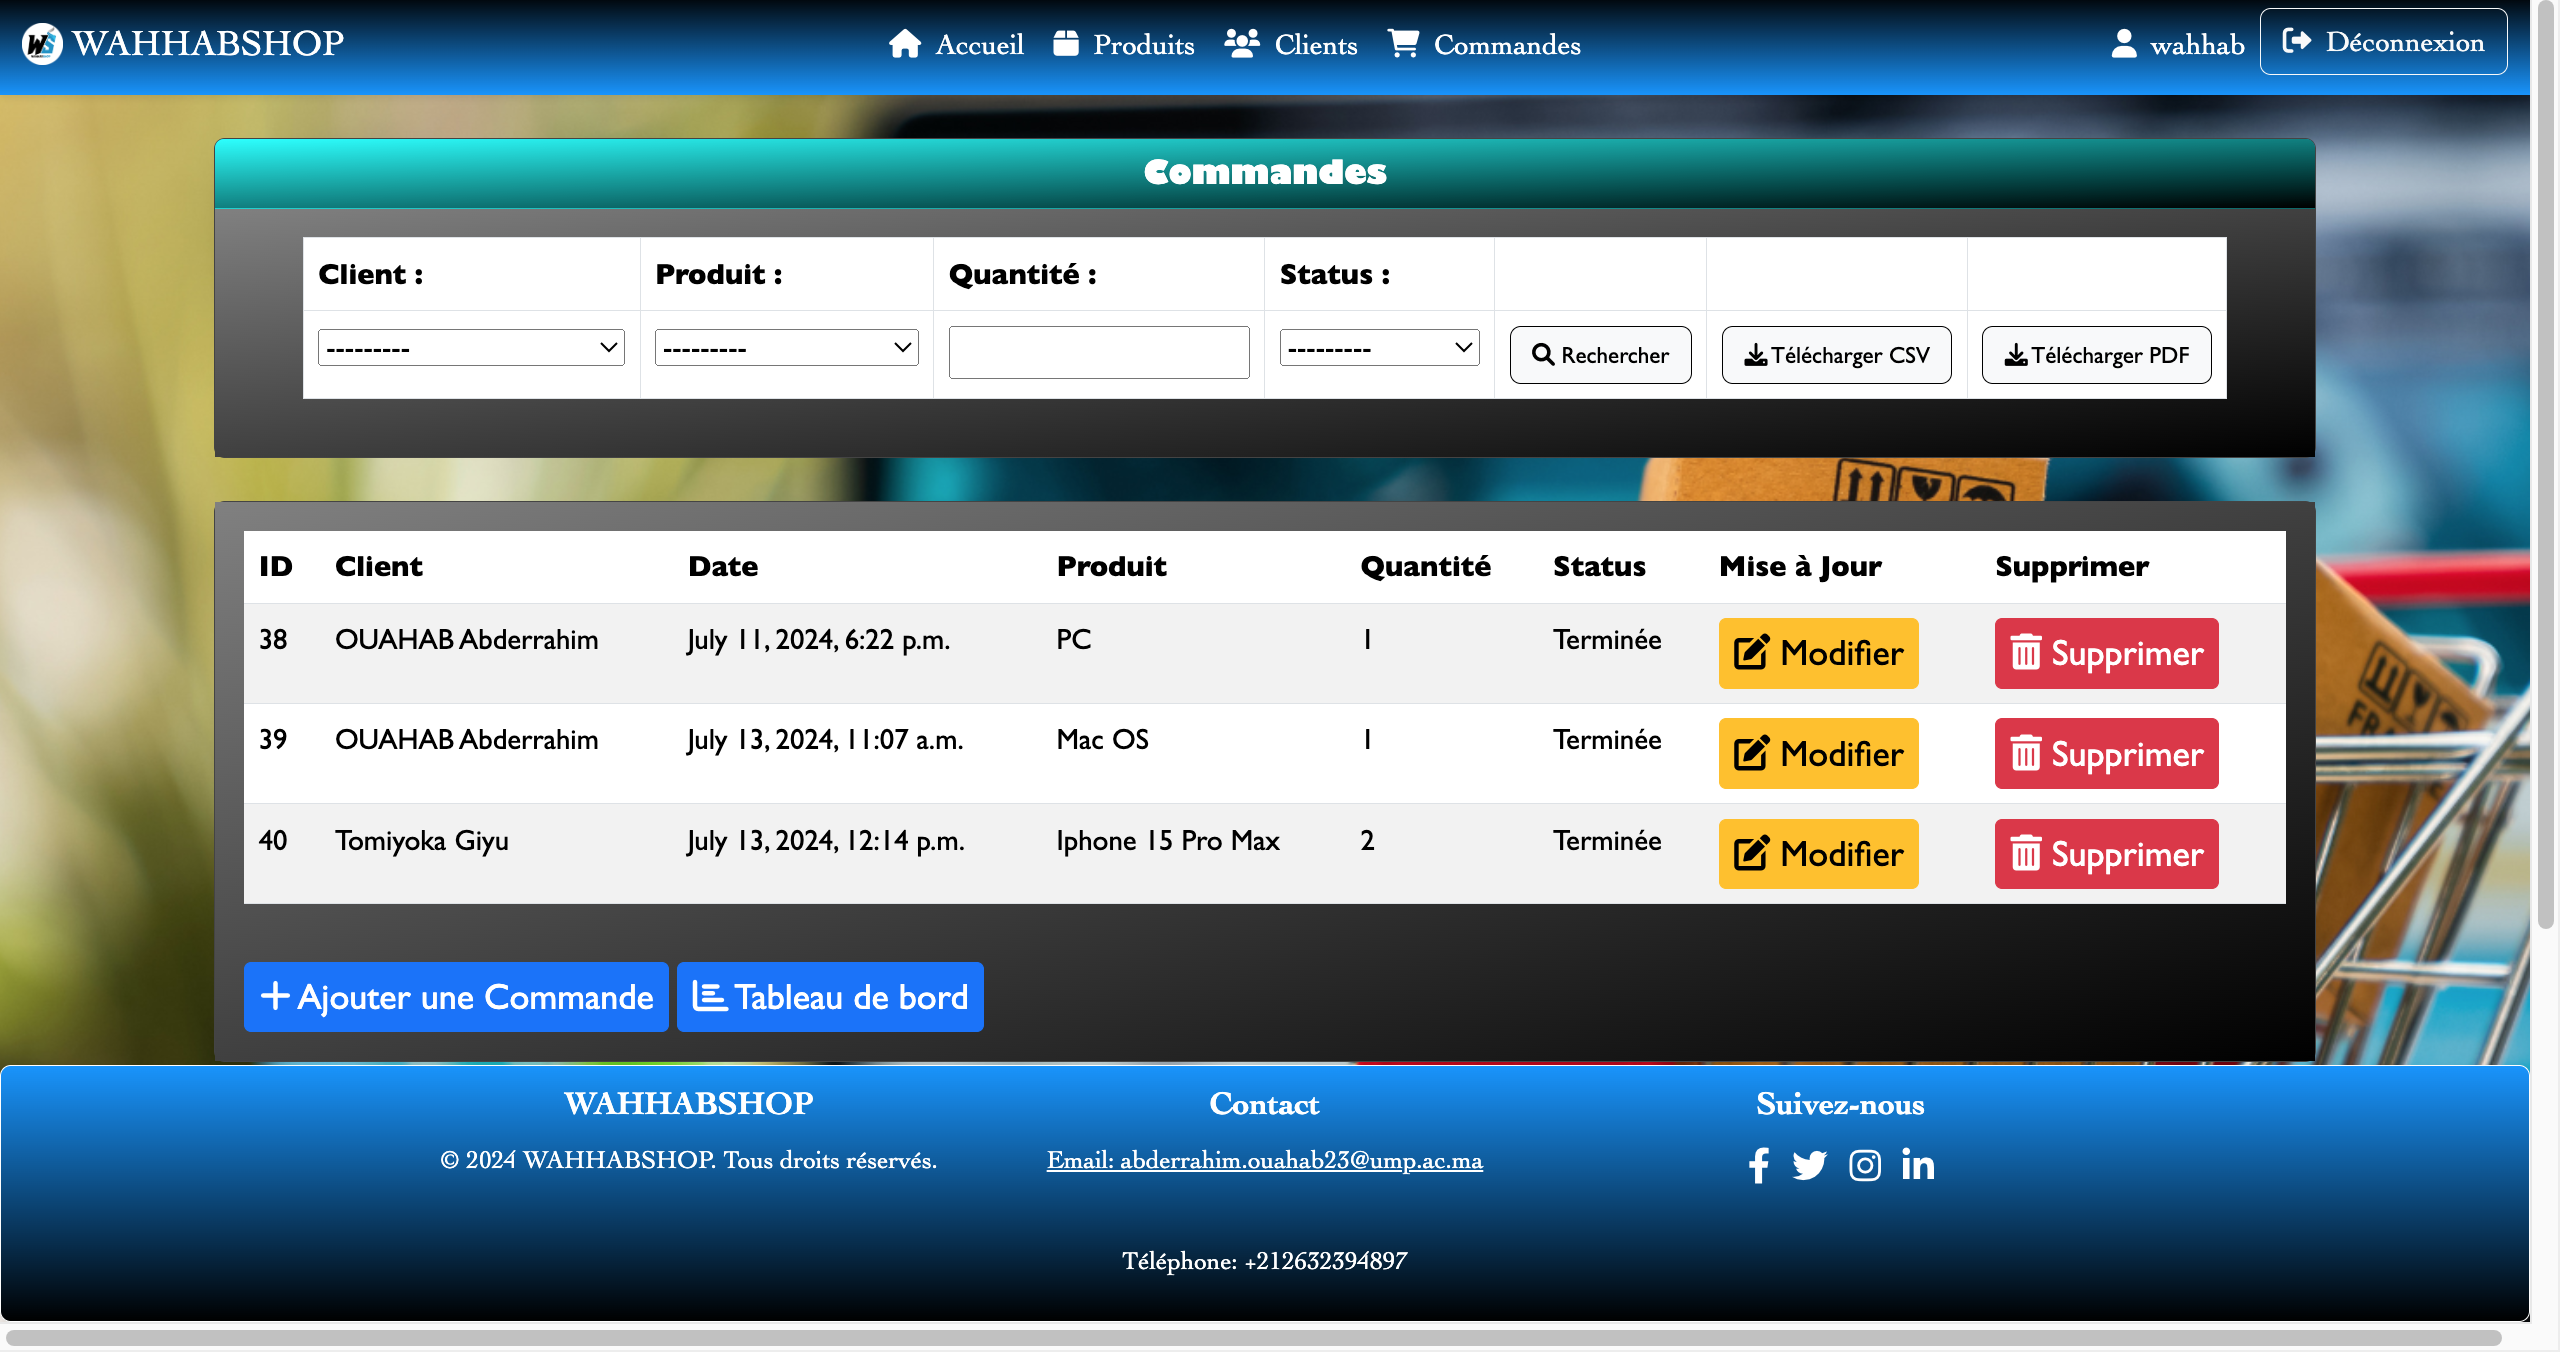 WAHHABSHOP Accueil Produits Clients Commandes wahhab Déconnexion
Commandes
Client : Produit : Quantité : Status :
--------- --------- --------- Rechercher Télécharger CSV Télécharger PDF
ID Client Date Produit Quantité Status Mise à Jour Supprimer
38 OUAHAB Abderrahim July 11, 2024, 6:22 p.m. PC 1 Terminée Modifier Supprimer
39 OUAHAB Abderrahim July 13, 2024, 11:07 a.m. Mac OS 1 Terminée Modifier Supprimer
40 Tomiyoka Giyu July 13, 2024, 12:14 p.m. Iphone 15 Pro Max 2 Terminée Modifier Supprimer
Ajouter une Commande Tableau de bord
WAHHABSHOP Contact Suivez-nous
© 2024 WAHHABSHOP. Tous droits réservés. Email: abderrahim.ouahab23@ump.ac.ma
Téléphone: +212632394897